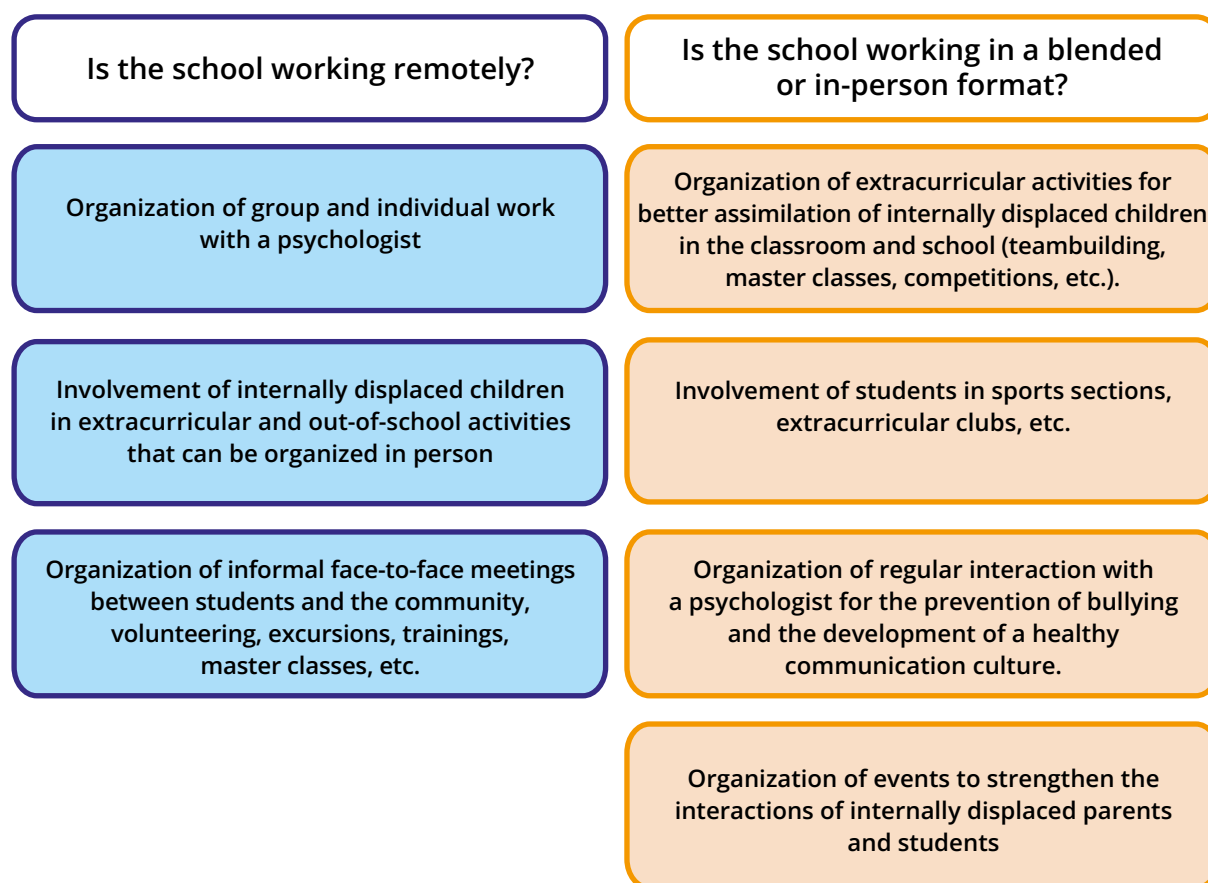 Is the school working remotely?
Organization of group and individual work
with a psychologist
Involvement of internally displaced children
in extracurricular and out-of-school activities
that can be organized in person
Organization of informal face-to-face meetings
between students and the community,
volunteering, excursions, trainings,
master classes, etc.
Is the school working in a blended
or in-person format?
Organization of extracurricular activities for
better assimilation of internally displaced children
in the classroom and school (teambuilding,
master classes, competitions, etc.).
Involvement of students in sports sections,
extracurricular clubs, etc.
Organization of regular interaction with
a psychologist for the prevention of bullying
and the development of a healthy
communication culture.
Organization of events to strengthen the
interactions of internally displaced parents
and students